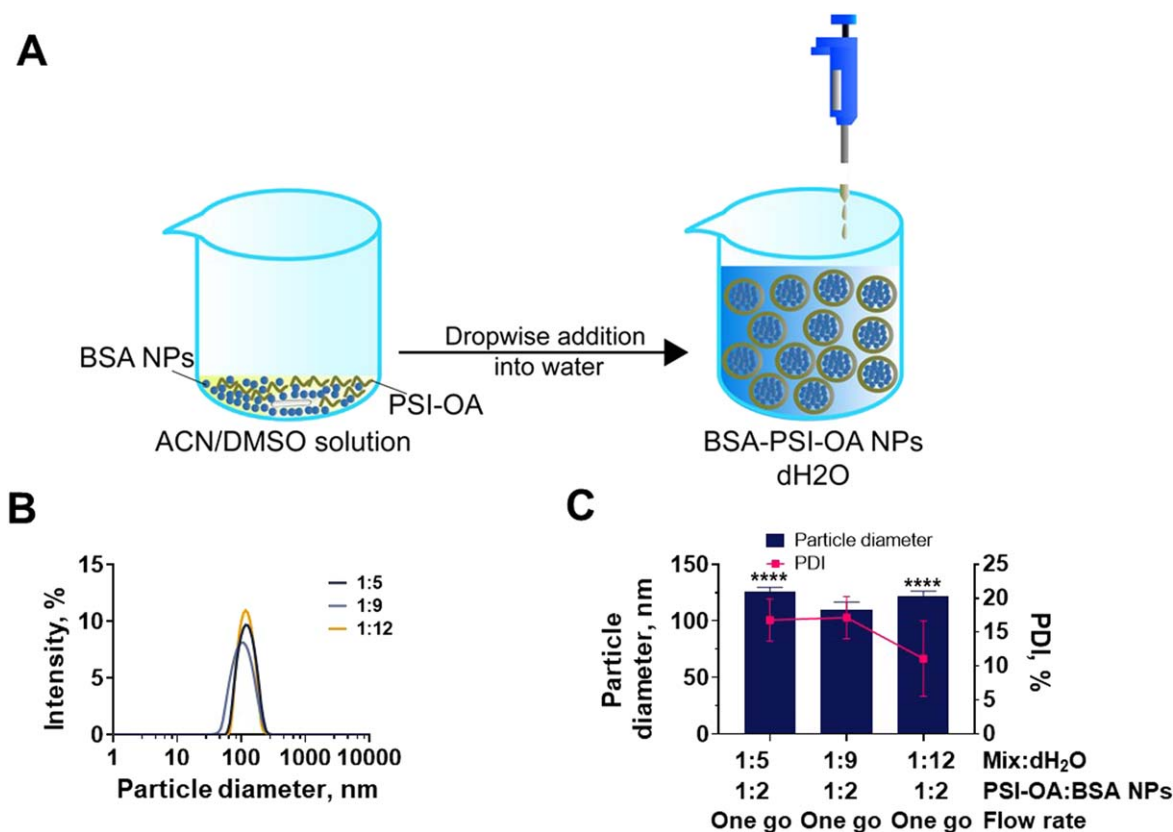 A
BSA NPs
PSI-OA
ACN/DMSO solution
Dropwise addition
into water
BSA-PSI-OA NPs
dH2O
B
15
10
5
0
Intensity, %
1:5
1:9
1:12
1 10 100 1000 10000
Particle diameter, nm
C
Particle diameter
PDI
150
100
50
0
Particle
diameter, nm
**** ****
25
20
15
10
5
0
PDI, %
1:5 1:9 1:12 Mix:dH₂O
1:2 1:2 1:2 PSI-OA:BSA NPs
One go One go One go Flow rate